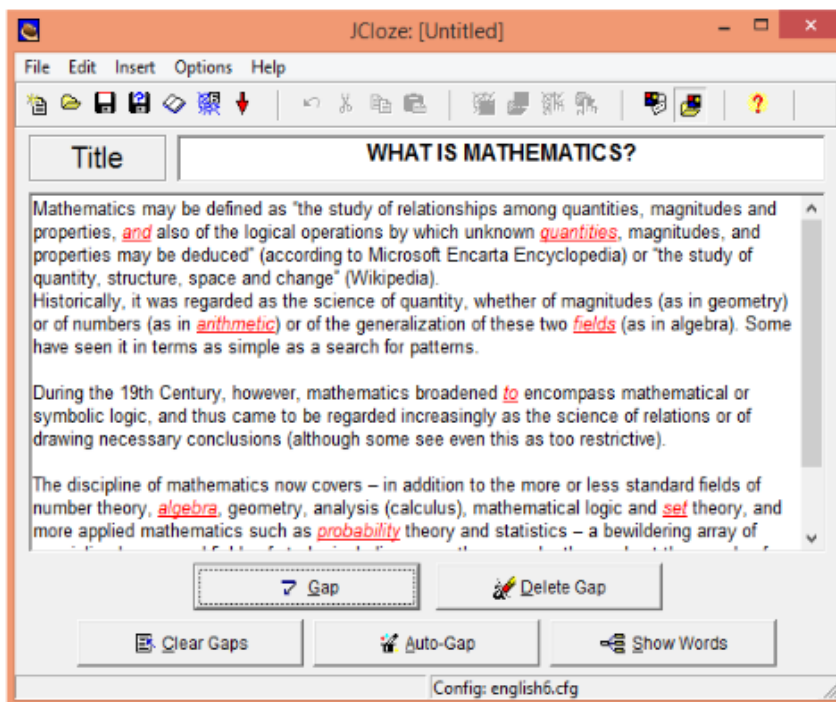 JCloze: [Untitled]
File Edit Insert Options Help
Title
WHAT IS MATHEMATICS?
Mathematics may be defined as "the study of relationships among quantities, magnitudes and
properties, and also of the logical operations by which unknown quantities, magnitudes, and
properties may be deduced" (according to Microsoft Encarta Encyclopedia) or "the study of
quantity, structure, space and change" (Wikipedia).
Historically, it was regarded as the science of quantity, whether of magnitudes (as in geometry)
or of numbers (as in arithmetic) or of the generalization of these two fields (as in algebra). Some
have seen it in terms as simple as a search for patterns.
During the 19th Century, however, mathematics broadened to encompass mathematical or
symbolic logic, and thus came to be regarded increasingly as the science of relations or of
drawing necessary conclusions (although some see even this as too restrictive).
The discipline of mathematics now covers – in addition to the more or less standard fields of
number theory, algebra, geometry, analysis (calculus), mathematical logic and set theory, and
more applied mathematics such as probability theory and statistics – a bewildering array of
Gap
Delete Gap
Clear Gaps
Auto-Gap
Show Words
Config: english6.cfg